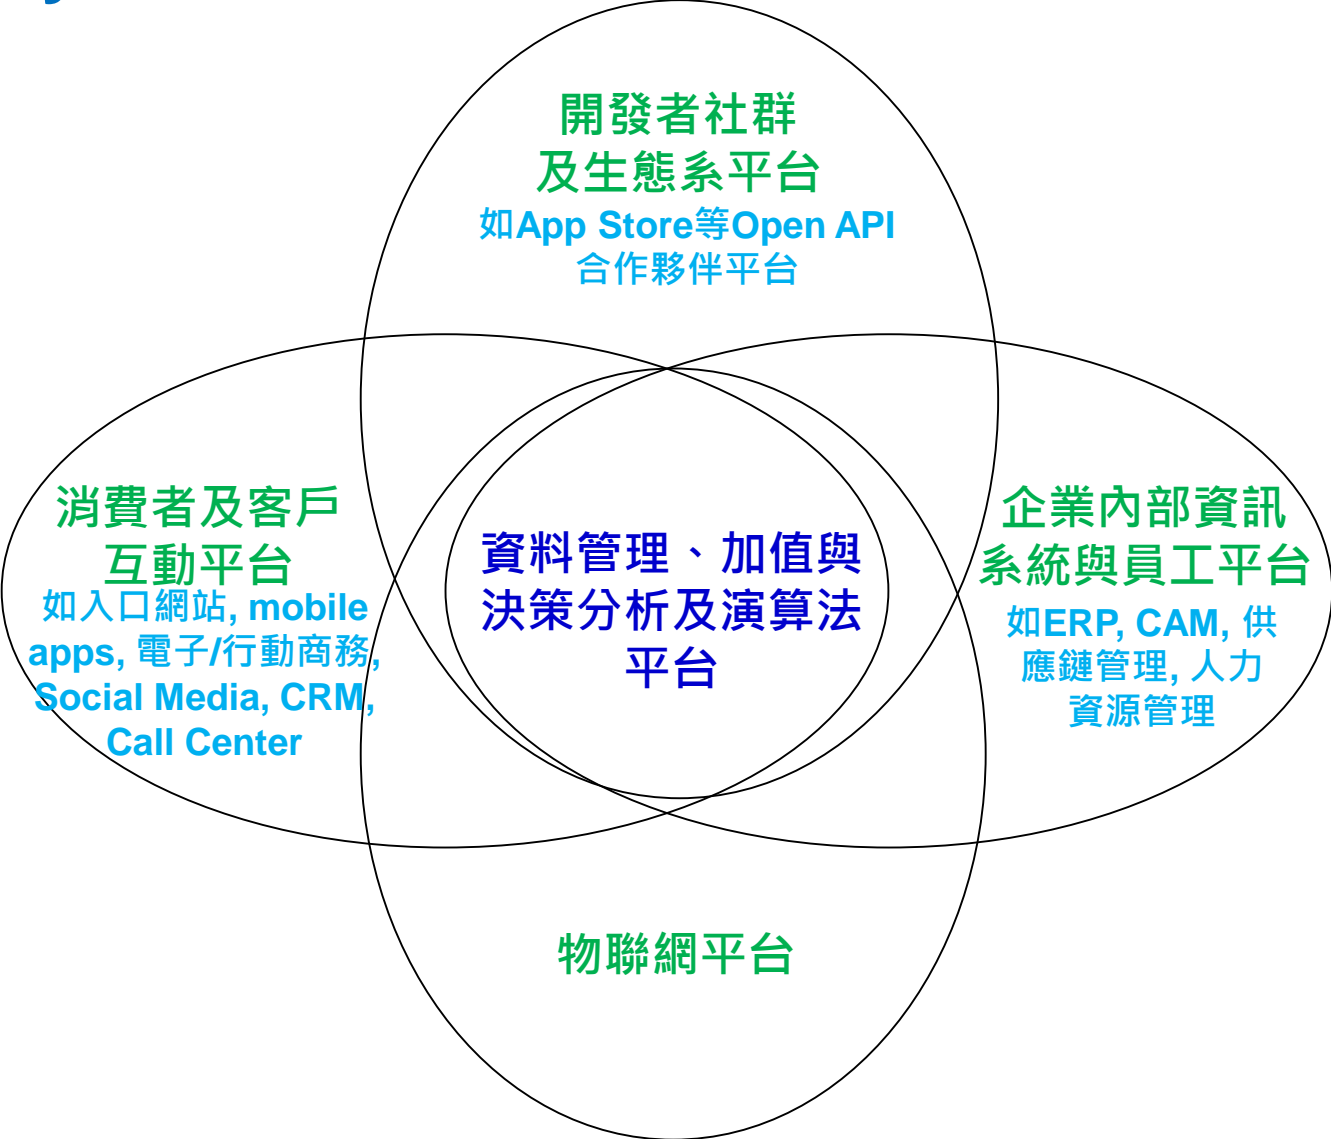 開發者社群
及生態系平台
如App Store等Open API
合作夥伴平台
消費者及客戶
互動平台
如入口網站, mobile
apps, 電子/行動商務,
Social Media, CRM,
Call Center
資料管理、加值與
決策分析及演算法
平台
企業內部資訊
系統與員工平台
如ERP, CAM, 供
應鏈管理, 人力
資源管理
物聯網平台